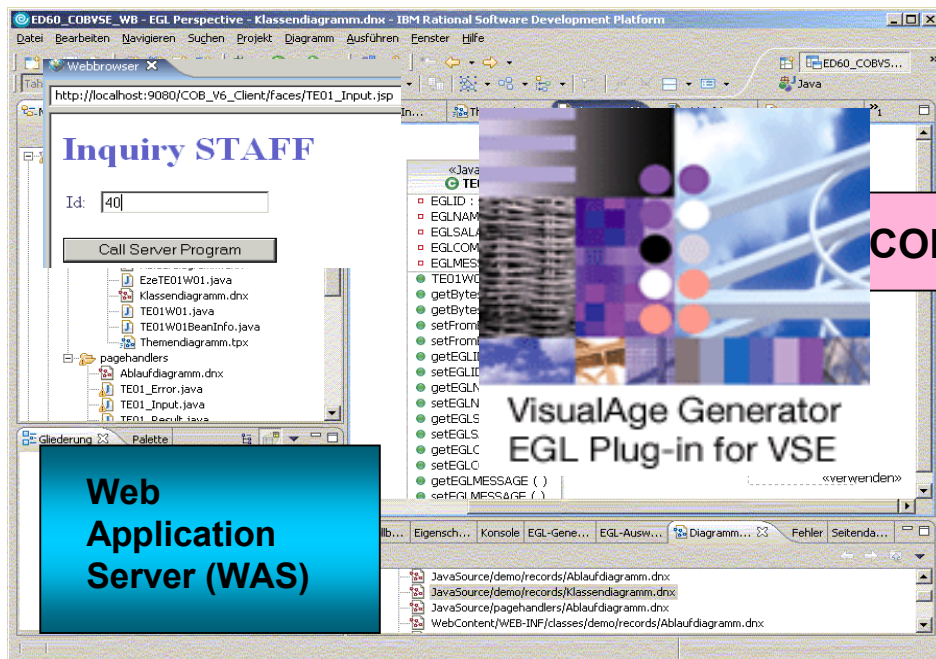 ED60_COBVSE_WB - EGL Perspective - Klassendiagramm.dnx - IBM Rational Software Development Platform
Datei Bearbeiten Navigieren Suchen Projekt Diagramm Ausführen Fenster Hilfe
ED60_COBVS...
Java
Webbrowser
http://localhost:9080/COB_V6_Client/faces/TE01_Input.jsp
Inquiry STAFF
Id: 40
Call Server Program
EzeTE01W01.java
Klassendiagramm.dnx
TE01W01.java
TE01W01BeanInfo.java
Themendiagramm.tpx
pagehandlers
Ablaufdiagramm.dnx
TE01_Error.java
TE01_Input.java
TE01_Result.java
Gliederung Palette
«Java
EGLID :
EGLNAM
EGLSALA
EGLCOM
EGLMESS
TE01W0
getByte
getByte
setFrom
setFrom
getEGLI
setEGLID
getEGLN
setEGLN
getEGLS
setEGLS
getEGLC
setEGLC
getEGLMESSAGE ( )
setEGLMESSAGE ( )
VisualAge Generator
EGL Plug-in for VSE
«verwenden»
Web
Application
Server (WAS)
Eigensch... Konsole EGL-Gene... EGL-Ausw... Diagramm... Fehler Seitenda...
JavaSource/demo/records/Ablaufdiagramm.dnx
JavaSource/demo/records/Klassendiagramm.dnx
JavaSource/pagehandlers/Ablaufdiagramm.dnx
WebContent/WEB-INF/classes/demo/records/Ablaufdiagramm.dnx